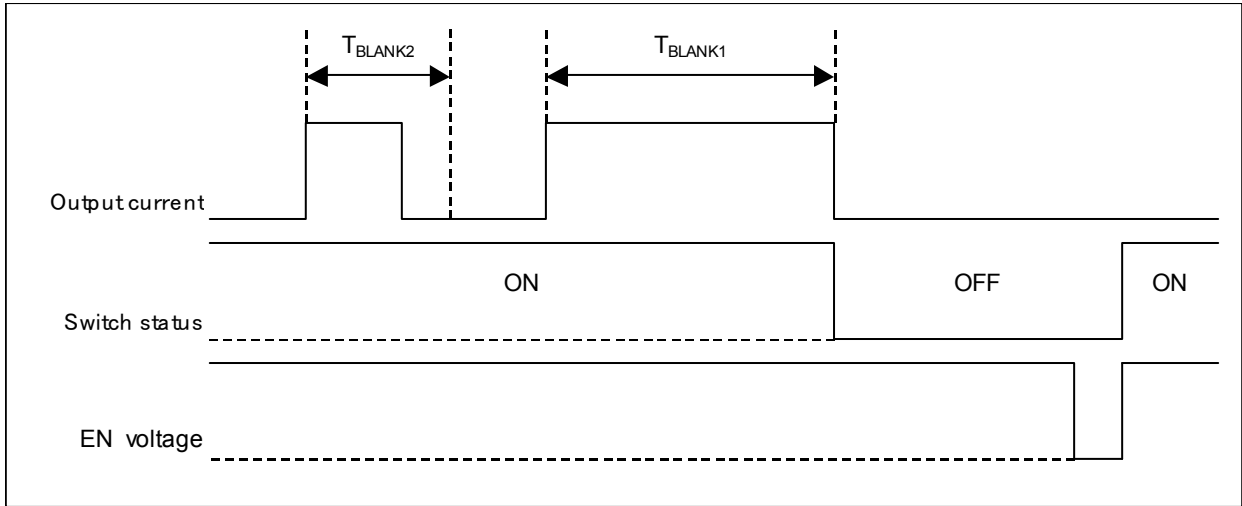 TBLANK2
TBLANK1
Output current
ON
OFF
ON
Switch status
EN voltage